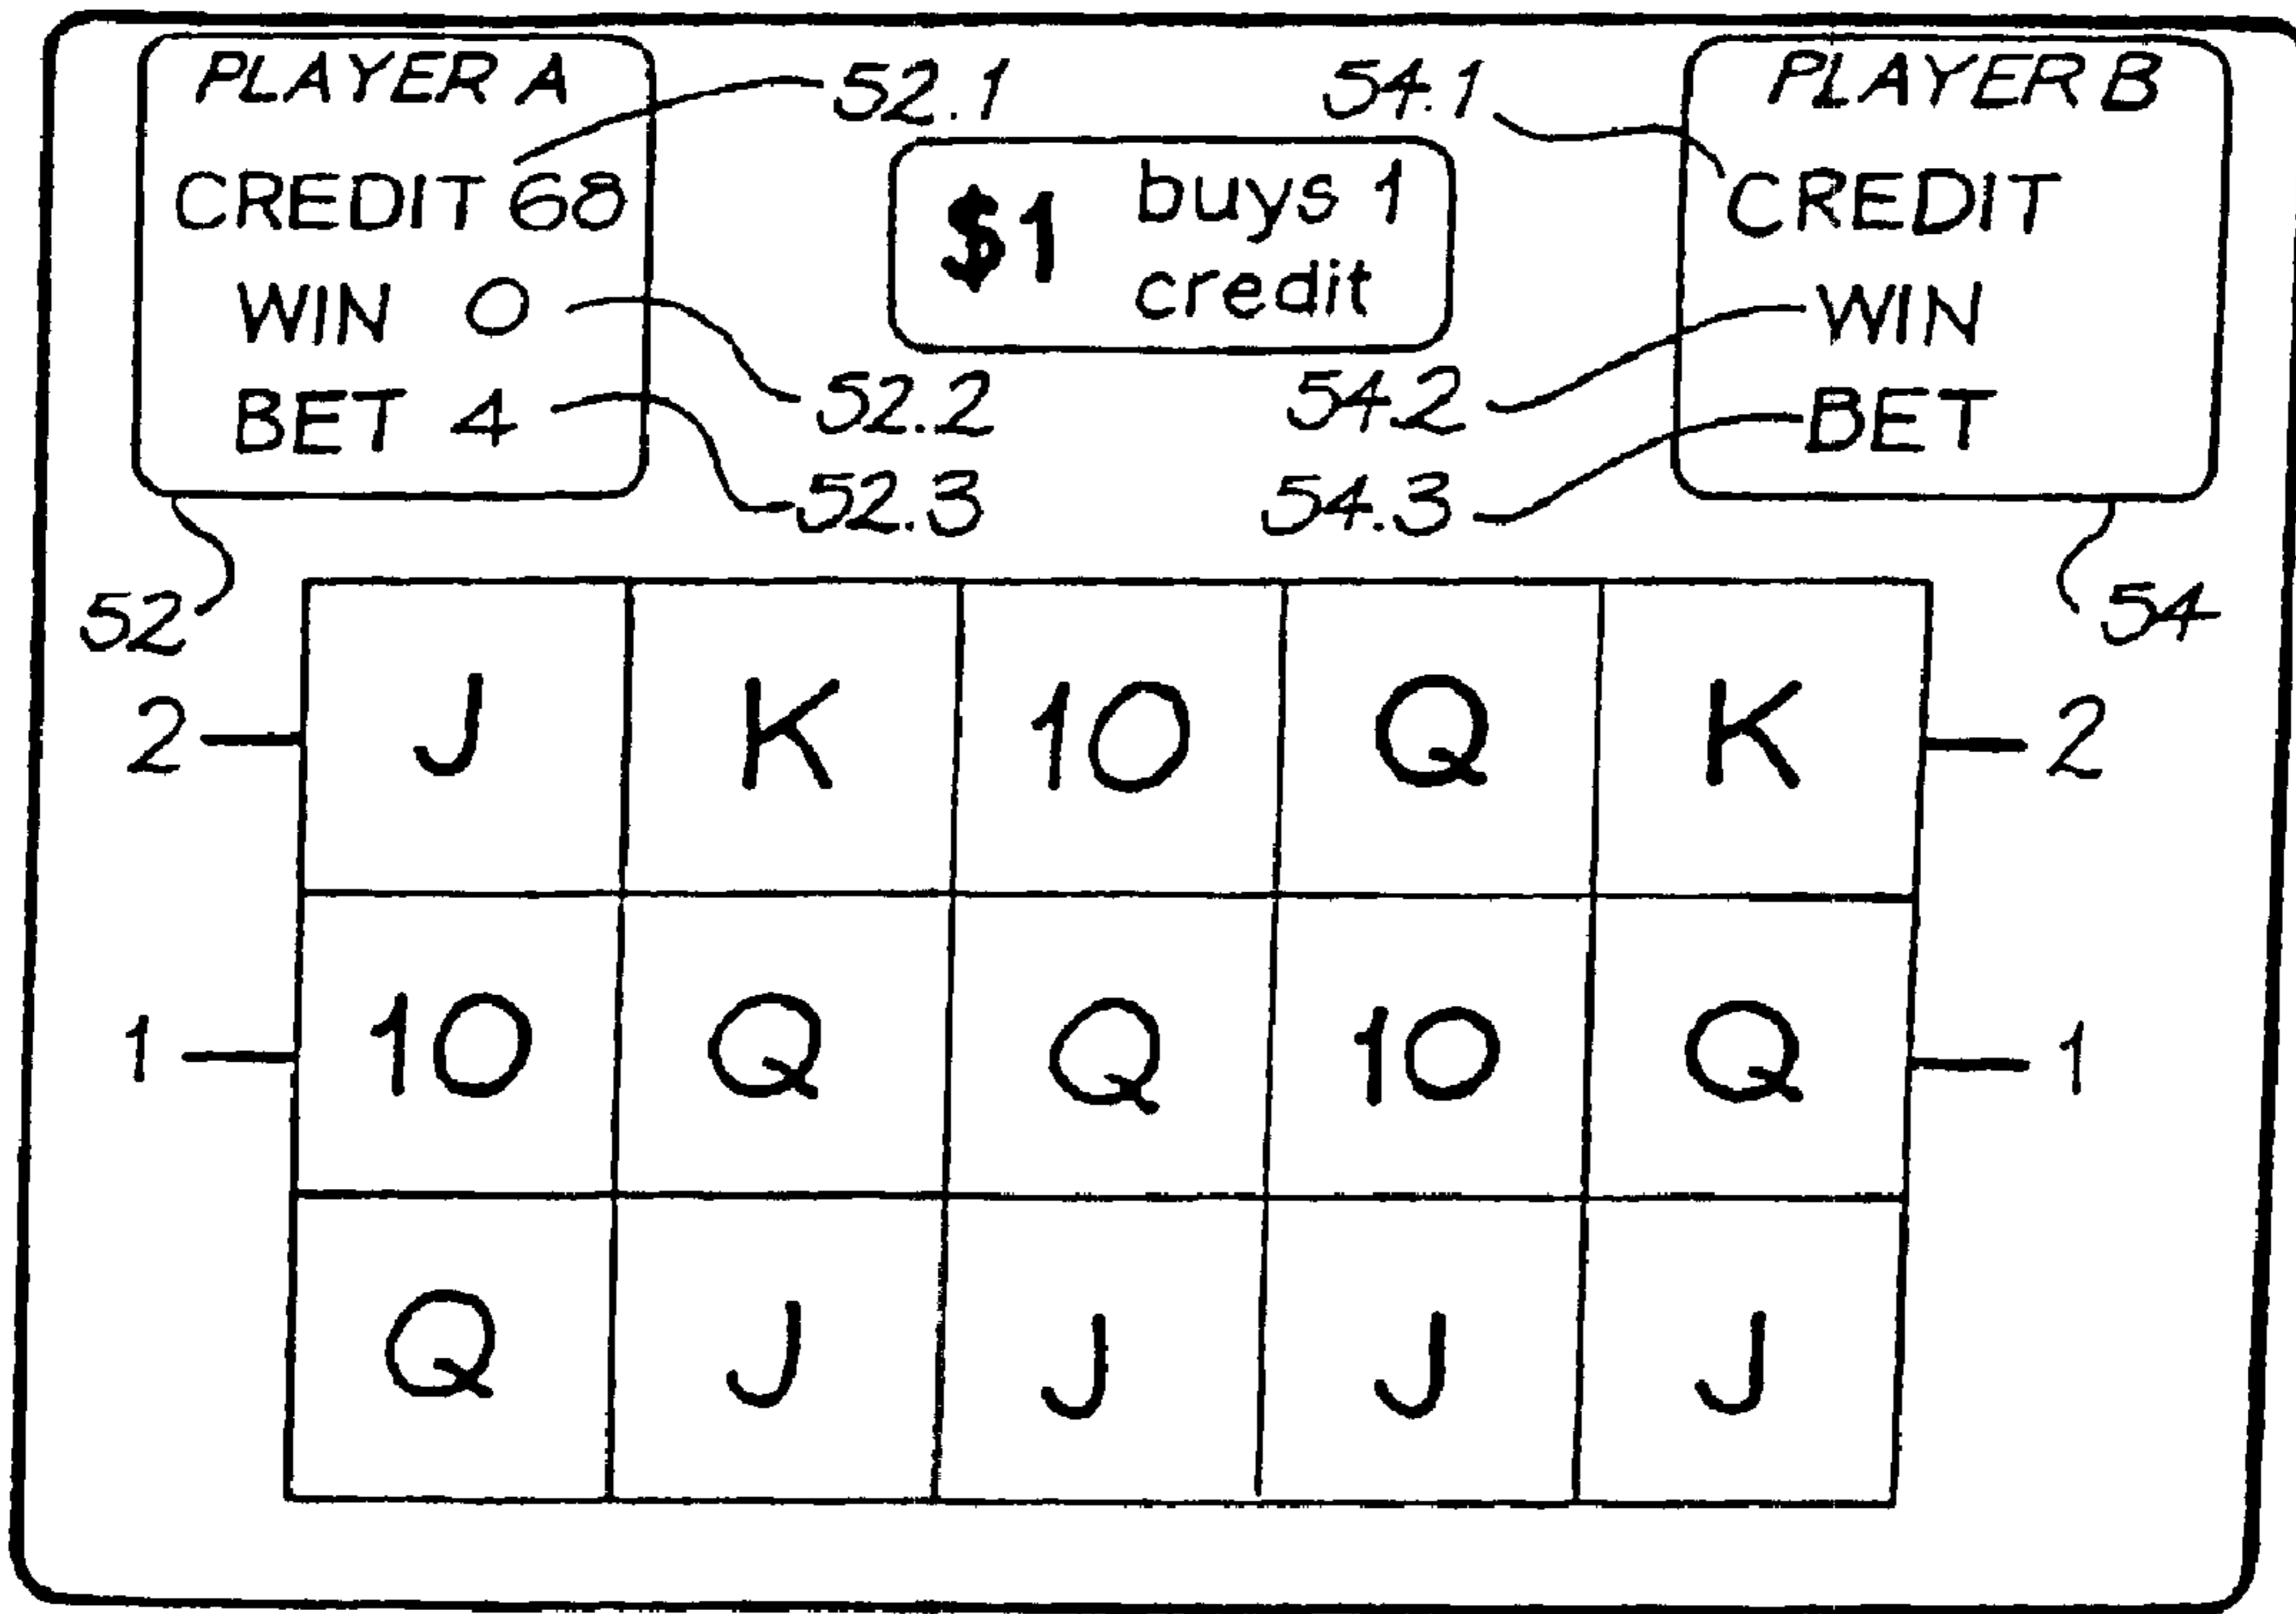 PLAYER A
CREDIT 68
WIN 0
BET 4
52.1
52.2
52.3
52
$1 buys 1
credit
54.1
54.2
54.3
PLAYER B
CREDIT
WIN
BET
54
2 J K 10 Q K 2
1 10 Q Q 10 Q 1
Q J J J J